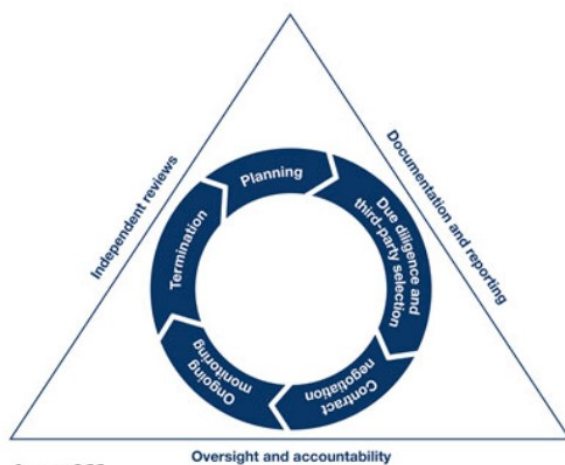 Independent reviews
Documentation and reporting
Planning
Due diligence and
third-party selection
Contract
negotiation
Ongoing
monitoring
Termination
Oversight and accountability